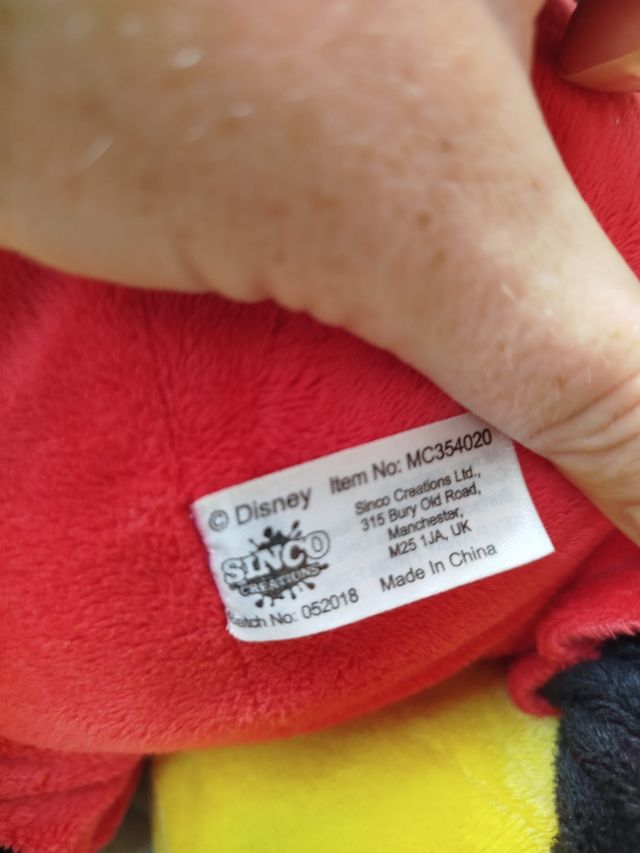 © Disney Item No: MC354020
SINCO
CREATIONS
Sinco Creations Ltd.,
315 Bury Old Road,
Manchester,
M25 1JA, UK
Batch No: 052018 Made In China